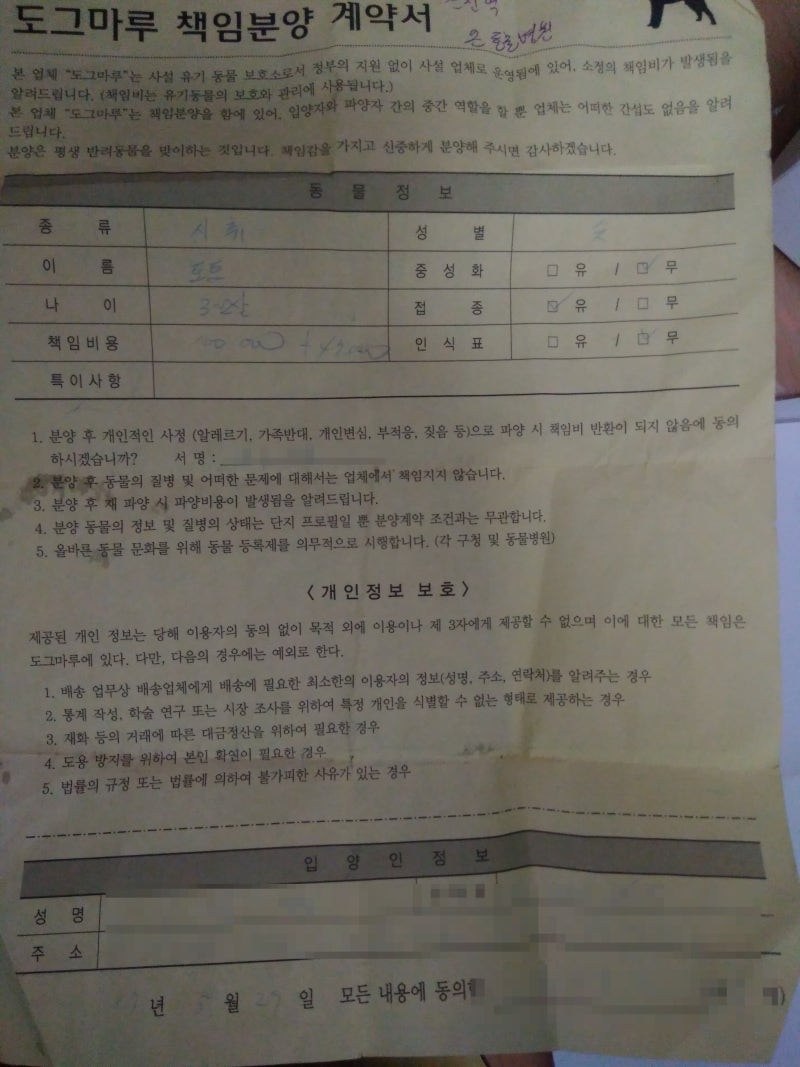 도그마루 책임분양 계약서
본 업체 "도그마루"는 사설 유기 동물 보호소로서 정부의 지원 없이 사설 업체로 운영됨에 있어, 소정의 책임비가 발생됨을
알려드립니다. (책임비는 유기동물의 보호와 관리에 사용됩니다.)
본 업체 "도그마루"는 책임분양을 함에 있어, 입양자와 파양자 간의 중간 역할을 할 뿐 업체는 어떠한 간섭도 없음을 알려
드립니다.
분양은 평생 반려동물을 맞이하는 것입니다. 책임감을 가지고 신중하게 분양해 주시면 감사하겠습니다.
동 물 정 보
종 류 시츄 성 별
이 름 중성화 □ 유 / ☑ 무
나 이 3-2살 접 종 ☑ 유 / □ 무
책임비용 인 식 표 □ 유 / ☑ 무
특이사항
1. 분양 후 개인적인 사정 (알레르기, 가족반대, 개인변심, 부적응, 짖음 등)으로 파양 시 책임비 반환이 되지 않음에 동의
하시겠습니까? 서 명 :
2. 분양 후 동물의 질병 및 어떠한 문제에 대해서는 업체에서 책임지지 않습니다.
3. 분양 후 재 파양 시 파양비용이 발생됨을 알려드립니다.
4. 분양 동물의 정보 및 질병의 상태는 단지 프로필일 뿐 분양계약 조건과는 무관합니다.
5. 올바른 동물 문화를 위해 동물 등록제를 의무적으로 시행합니다. (각 구청 및 동물병원)
< 개인정보 보호 >
제공된 개인 정보는 당해 이용자의 동의 없이 목적 외에 이용이나 제 3자에게 제공할 수 없으며 이에 대한 모든 책임은
도그마루에 있다. 다만, 다음의 경우에는 예외로 한다.
1. 배송 업무상 배송업체에게 배송에 필요한 최소한의 이용자의 정보(성명, 주소, 연락처)를 알려주는 경우
2. 통계 작성, 학술 연구 또는 시장 조사를 위하여 특정 개인을 식별할 수 없는 형태로 제공하는 경우
3. 재화 등의 거래에 따른 대금정산을 위하여 필요한 경우
4. 도용 방지를 위하여 본인 확원이 필요한 경우
5. 법률의 규정 또는 법률에 의하여 불가피한 사유가 있는 경우
입 양 인 정 보
성 명
주 소
년 월 일 모든 내용에 동의